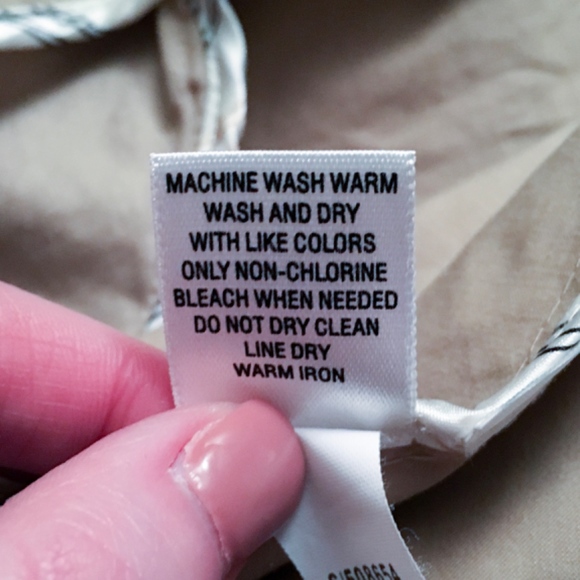 MACHINE WASH WARM
WASH AND DRY
WITH LIKE COLORS
ONLY NON-CHLORINE
BLEACH WHEN NEEDED
DO NOT DRY CLEAN
LINE DRY
WARM IRON